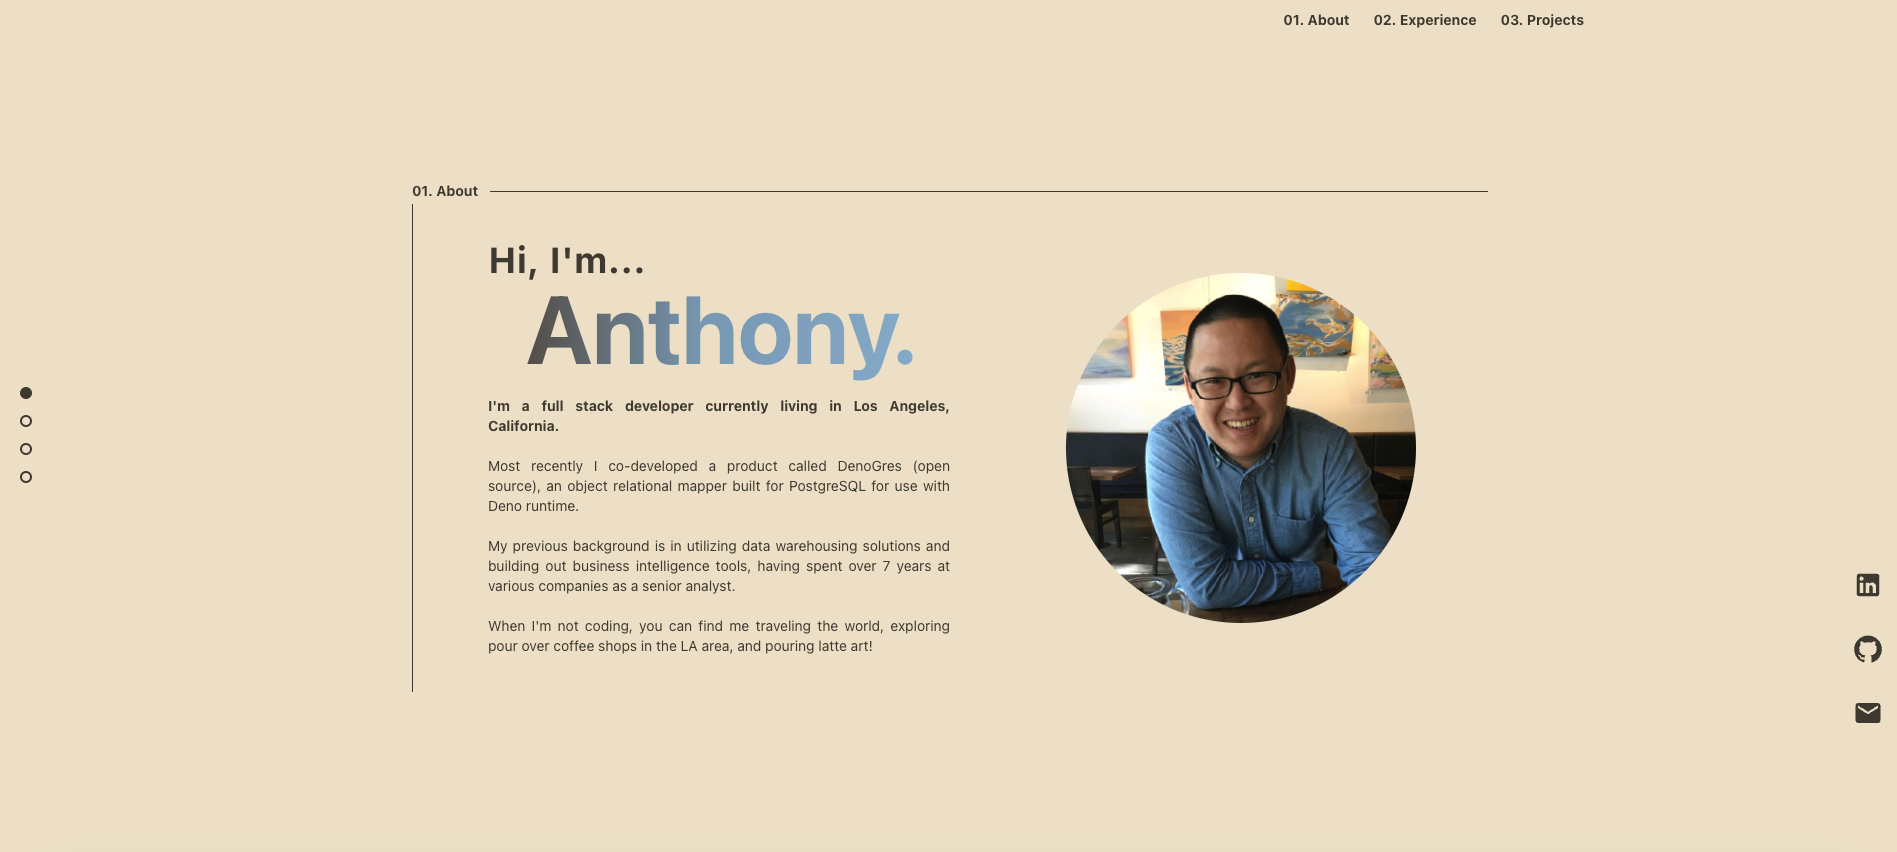 01. About 02. Experience 03. Projects
01. About
Hi, I'm...
Anthony.
I'm a full stack developer currently living in Los Angeles,
California.
Most recently I co-developed a product called DenoGres (open
source), an object relational mapper built for PostgreSQL for use with
Deno runtime.
My previous background is in utilizing data warehousing solutions and
building out business intelligence tools, having spent over 7 years at
various companies as a senior analyst.
When I'm not coding, you can find me traveling the world, exploring
pour over coffee shops in the LA area, and pouring latte art!
in